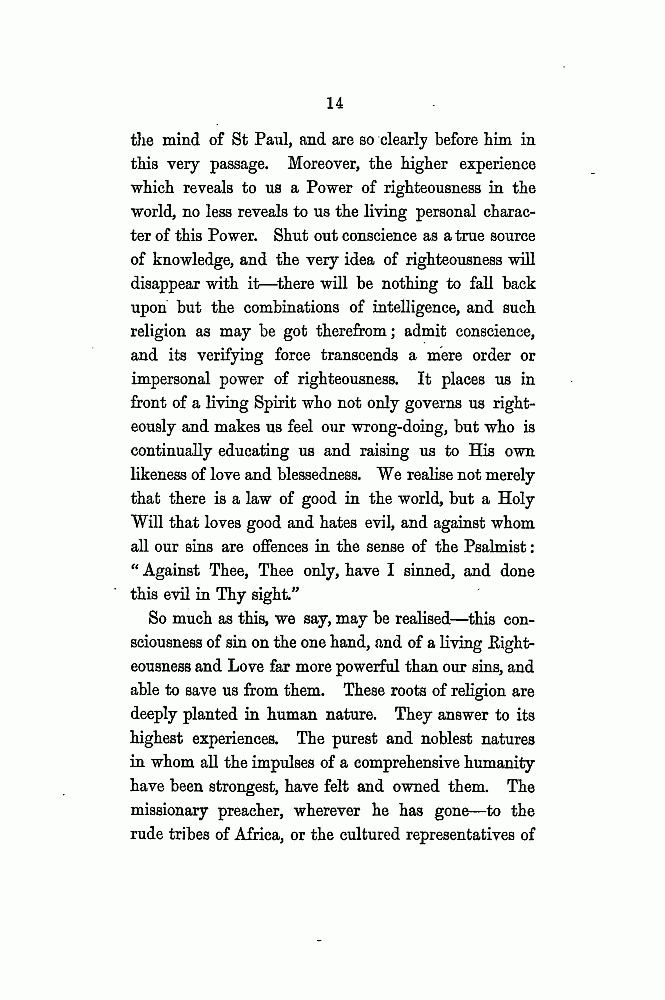 14
the mind of St Paul, and are so clearly before him in
this very passage. Moreover, the higher experience
which reveals to us a Power of righteousness in the
world, no less reveals to us the living personal charac-
ter of this Power. Shut out conscience as a true source
of knowledge, and the very idea of righteousness will
disappear with it—there will be nothing to fall back
upon but the combinations of intelligence, and such
religion as may be got therefrom; admit conscience,
and its verifying force transcends a mere order or
impersonal power of righteousness. It places us in
front of a living Spirit who not only governs us right-
eously and makes us feel our wrong-doing, but who is
continually educating us and raising us to His own
likeness of love and blessedness. We realise not merely
that there is a law of good in the world, but a Holy
Will that loves good and hates evil, and against whom
all our sins are offences in the sense of the Psalmist:
“Against Thee, Thee only, have I sinned, and done
this evil in Thy sight.”
So much as this, we say, may be realised—this con-
sciousness of sin on the one hand, and of a living Right-
eousness and Love far more powerful than our sins, and
able to save us from them. These roots of religion are
deeply planted in human nature. They answer to its
highest experiences. The purest and noblest natures
in whom all the impulses of a comprehensive humanity
have been strongest, have felt and owned them. The
missionary preacher, wherever he has gone—to the
rude tribes of Africa, or the cultured representatives of